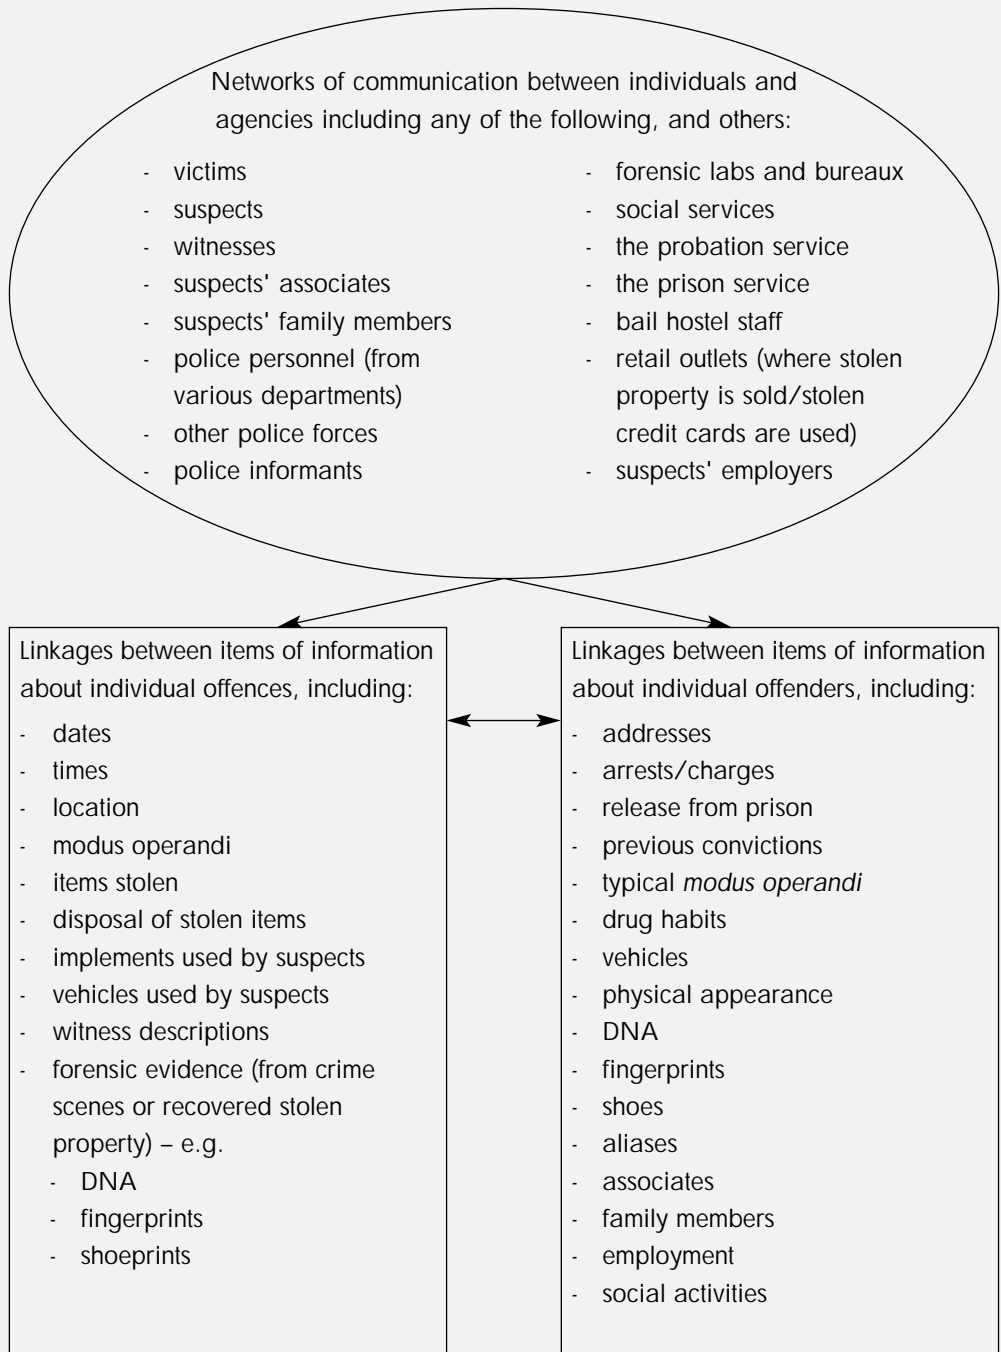 Networks of communication between individuals and
agencies including any of the following, and others:
- victims
- suspects
- witnesses
- suspects' associates
- suspects' family members
- police personnel (from
various departments)
- other police forces
- police informants
- forensic labs and bureaux
- social services
- the probation service
- the prison service
- bail hostel staff
- retail outlets (where stolen
property is sold/stolen
credit cards are used)
- suspects' employers
Linkages between items of information
about individual offences, including:
- dates
- times
- location
- modus operandi
- items stolen
- disposal of stolen items
- implements used by suspects
- vehicles used by suspects
- witness descriptions
- forensic evidence (from crime
scenes or recovered stolen
property) – e.g.
- DNA
- fingerprints
- shoeprints
Linkages between items of information
about individual offenders, including:
- addresses
- arrests/charges
- release from prison
- previous convictions
- typical modus operandi
- drug habits
- vehicles
- physical appearance
- DNA
- fingerprints
- shoes
- aliases
- associates
- family members
- employment
- social activities